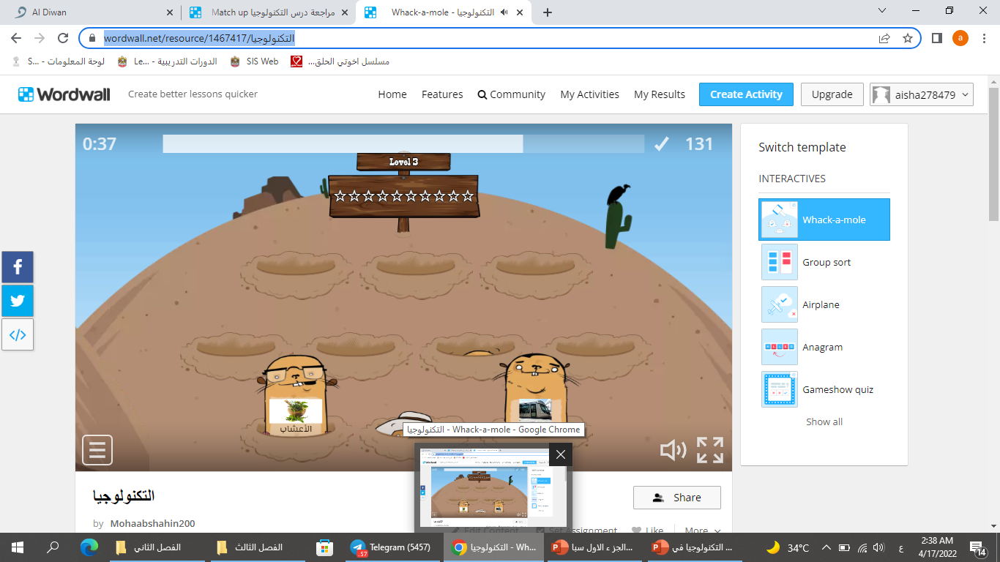 Al Diwan
Match up مراجعة درس التكنولوجيا
Whack-a-mole - التكنولوجيا
wordwall.net/resource/1467417/التكنولوجيا
a
S... - لوحة المعلومات
Le... - الدورات التدريبية
SIS Web
مسلسل اخوتي الحلق...
Wordwall
Create better lessons quicker
Home
Features
Community
My Activities
My Results
Create Activity
Upgrade
aisha278479
0:37
131
Level 3
الأعشاب
Switch template
INTERACTIVES
Whack-a-mole
Group sort
Airplane
Anagram
Gameshow quiz
Show all
التكنولوجيا - Whack-a-mole - Google Chrome
التكنولوجيا
by Mohaabshahin200
Share
Edit Content
Set Assignment
Like
More
الفصل الثاني
الفصل الثالث
Telegram (5457)
..57
التكنولوجيا - Wh...
الجزء الاول سبا...
التكنولوجيا في ...
34°C
ع
2:38 AM
4/17/2022
14